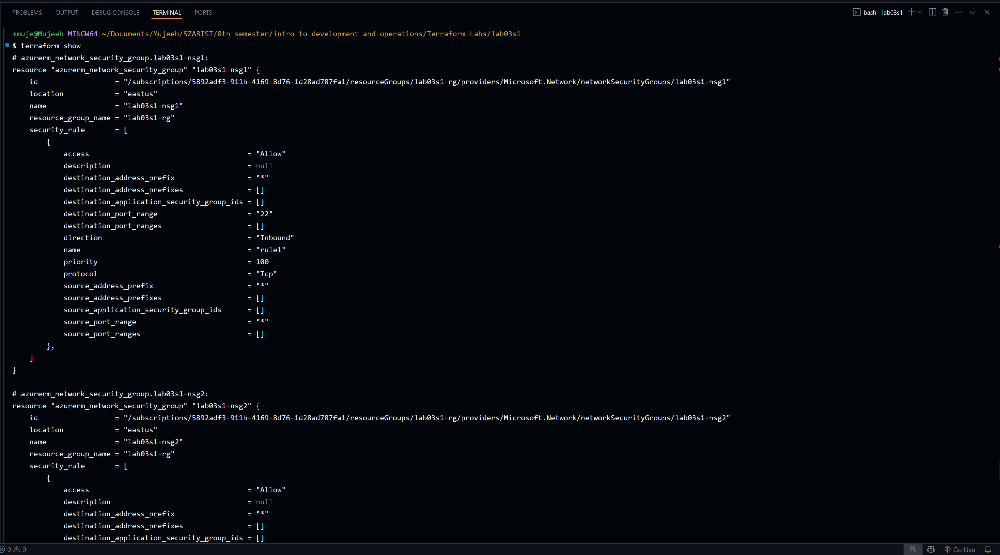 PROBLEMS OUTPUT DEBUG CONSOLE TERMINAL PORTS bash - lab03s1
mmuje@Mujeeb MINGW64 ~/Documents/Mujeeb/SZABIST/8th semester/intro to development and operations/Terraform-Labs/lab03s1
$ terraform show
# azurerm_network_security_group.lab03s1-nsg1:
resource "azurerm_network_security_group" "lab03s1-nsg1" {
    id                  = "/subscriptions/5892adf3-911b-4169-8d76-1d28ad787fa1/resourceGroups/lab03s1-rg/providers/Microsoft.Network/networkSecurityGroups/lab03s1-nsg1"
    location            = "eastus"
    name                = "lab03s1-nsg1"
    resource_group_name = "lab03s1-rg"
    security_rule       = [
        {
            access                                     = "Allow"
            description                                = null
            destination_address_prefix                 = "*"
            destination_address_prefixes               = []
            destination_application_security_group_ids = []
            destination_port_range                     = "22"
            destination_port_ranges                    = []
            direction                                  = "Inbound"
            name                                       = "rule1"
            priority                                   = 100
            protocol                                   = "Tcp"
            source_address_prefix                      = "*"
            source_address_prefixes                    = []
            source_application_security_group_ids      = []
            source_port_range                          = "*"
            source_port_ranges                         = []
        },
    ]
}
# azurerm_network_security_group.lab03s1-nsg2:
resource "azurerm_network_security_group" "lab03s1-nsg2" {
    id                  = "/subscriptions/5892adf3-911b-4169-8d76-1d28ad787fa1/resourceGroups/lab03s1-rg/providers/Microsoft.Network/networkSecurityGroups/lab03s1-nsg2"
    location            = "eastus"
    name                = "lab03s1-nsg2"
    resource_group_name = "lab03s1-rg"
    security_rule       = [
        {
            access                                     = "Allow"
            description                                = null
            destination_address_prefix                 = "*"
            destination_address_prefixes               = []
            destination_application_security_group_ids = []
0 0 Go Live